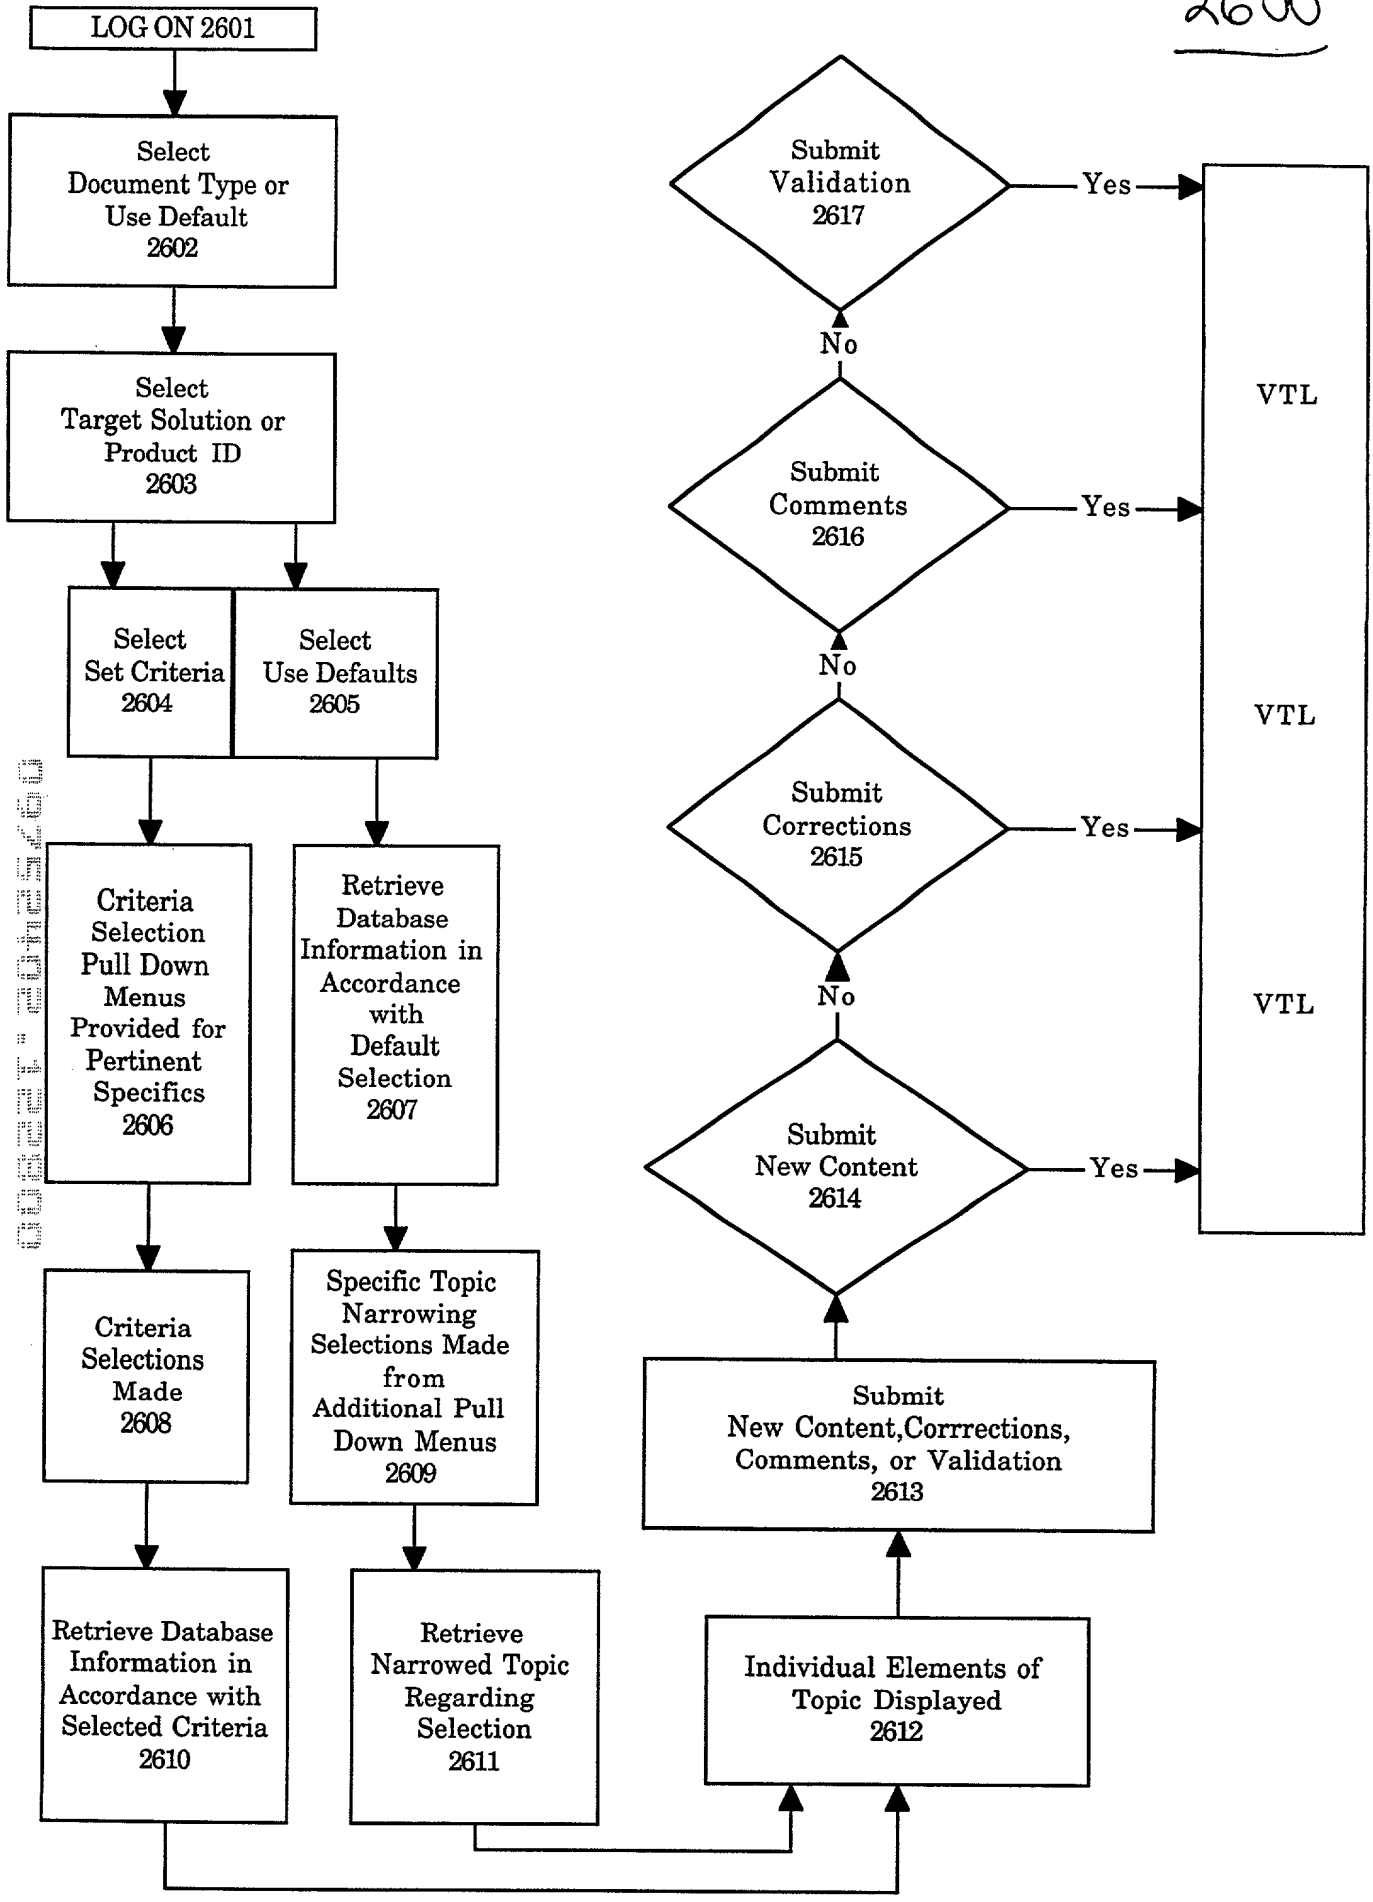 2600
LOG ON 2601
Select
Document Type or
Use Default
2602
Select
Target Solution or
Product ID
2603
Select
Set Criteria
2604
Select
Use Defaults
2605
Criteria
Selection
Pull Down
Menus
Provided for
Pertinent
Specifics
2606
Retrieve
Database
Information in
Accordance
with
Default
Selection
2607
Criteria
Selections
Made
2608
Specific Topic
Narrowing
Selections Made
from
Additional Pull
Down Menus
2609
Retrieve Database
Information in
Accordance with
Selected Criteria
2610
Retrieve
Narrowed Topic
Regarding
Selection
2611
Individual Elements of
Topic Displayed
2612
Submit
New Content,Corrrections,
Comments, or Validation
2613
Submit
New Content
2614
Yes
No
Submit
Corrections
2615
Yes
No
Submit
Comments
2616
Yes
No
Submit
Validation
2617
Yes
VTL
VTL
VTL